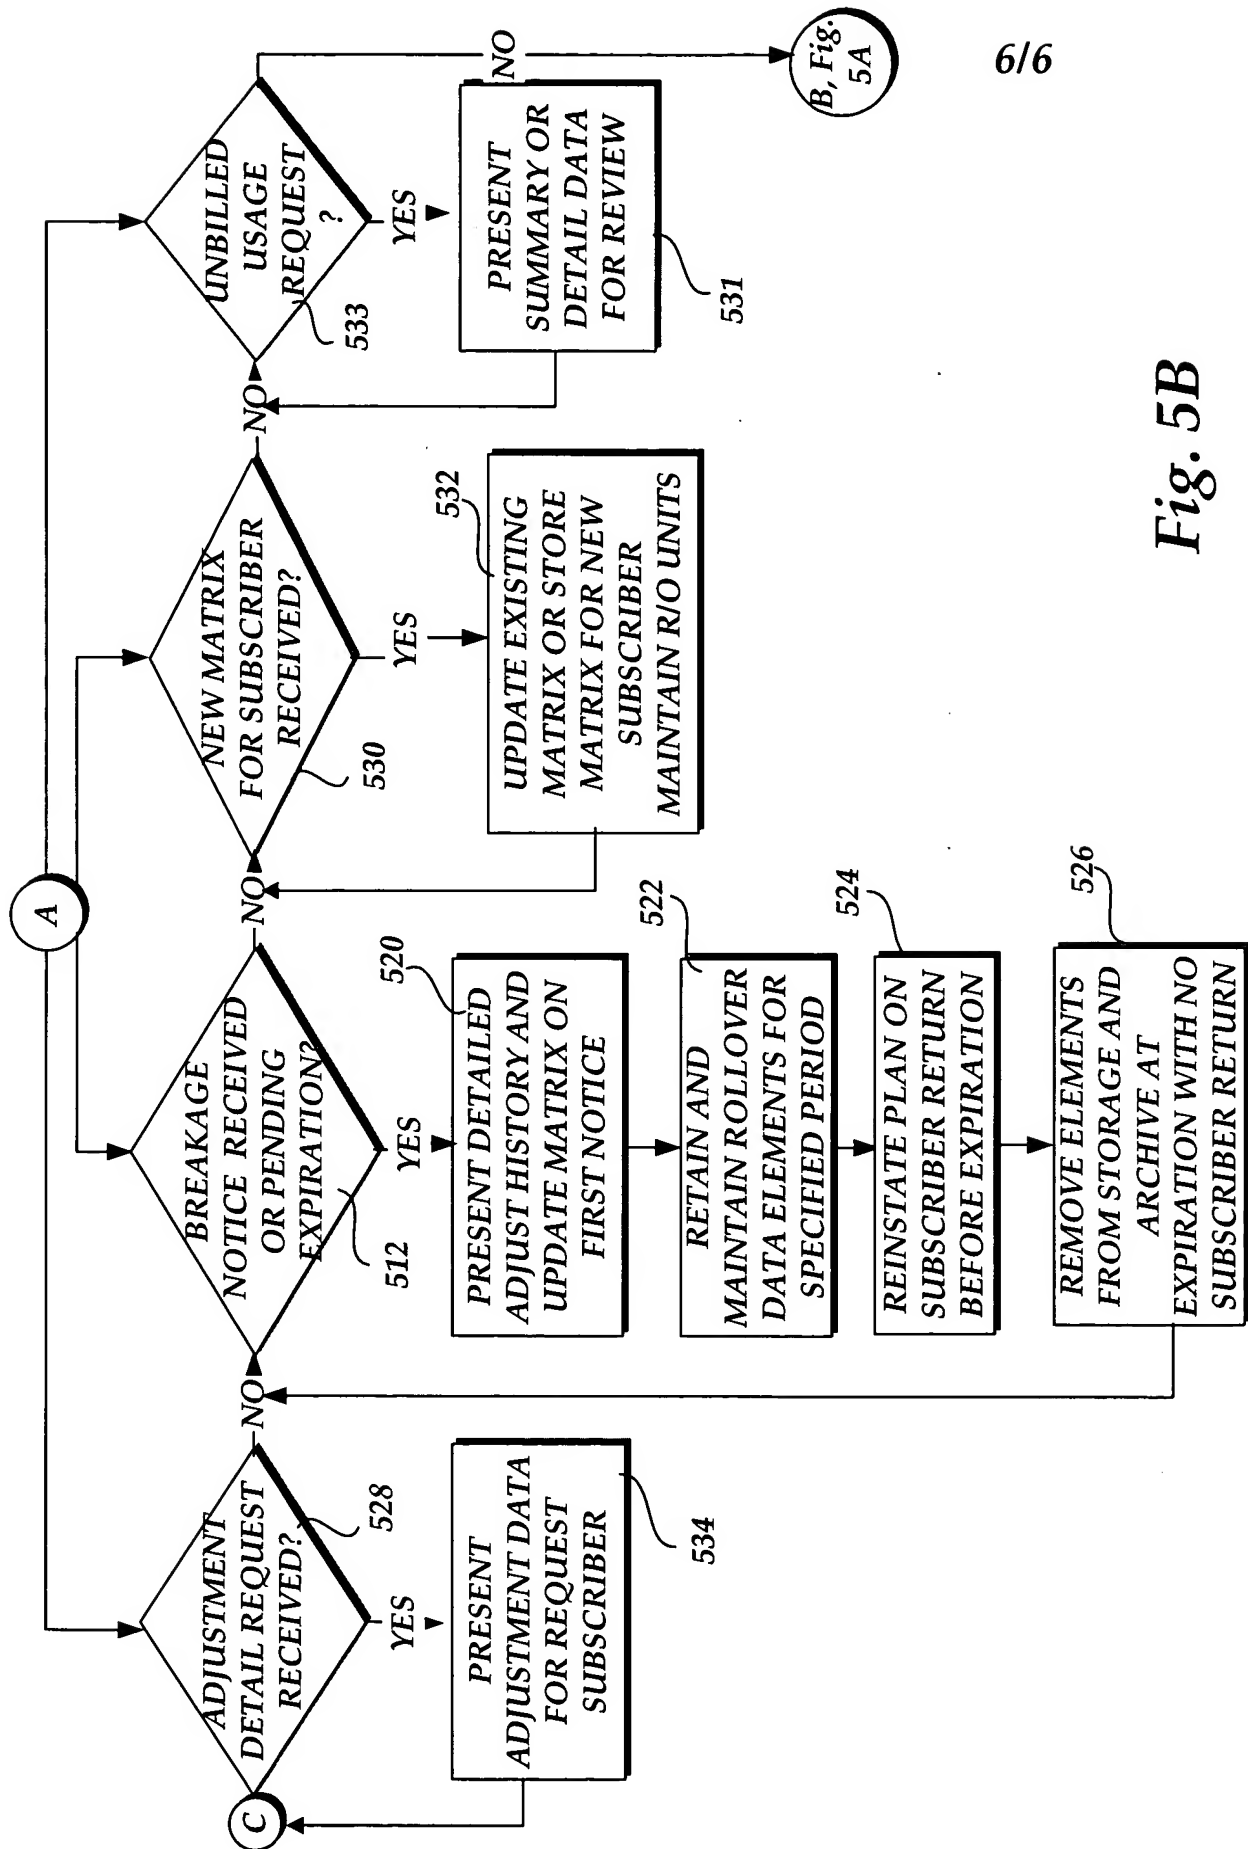 6/6
A
C
ADJUSTMENT
DETAIL REQUEST
RECEIVED?
528
NO
YES
PRESENT
ADJUSTMENT DATA
FOR REQUEST
SUBSCRIBER
534
BREAKAGE
NOTICE RECEIVED
OR PENDING
EXPIRATION?
512
NO
YES
520
PRESENT DETAILED
ADJUST HISTORY AND
UPDATE MATRIX ON
FIRST NOTICE
522
RETAIN AND
MAINTAIN ROLLOVER
DATA ELEMENTS FOR
SPECIFIED PERIOD
524
REINSTATE PLAN ON
SUBSCRIBER RETURN
BEFORE EXPIRATION
526
REMOVE ELEMENTS
FROM STORAGE AND
ARCHIVE AT
EXPIRATION WITH NO
SUBSCRIBER RETURN
NEW MATRIX
FOR SUBSCRIBER
RECEIVED?
530
NO
YES
532
UPDATE EXISTING
MATRIX OR STORE
MATRIX FOR NEW
SUBSCRIBER
MAINTAIN R/O UNITS
UNBILLED
USAGE
REQUEST
?
533
NO
YES
PRESENT
SUMMARY OR
DETAIL DATA
FOR REVIEW
531
B, Fig.
5A
Fig. 5B